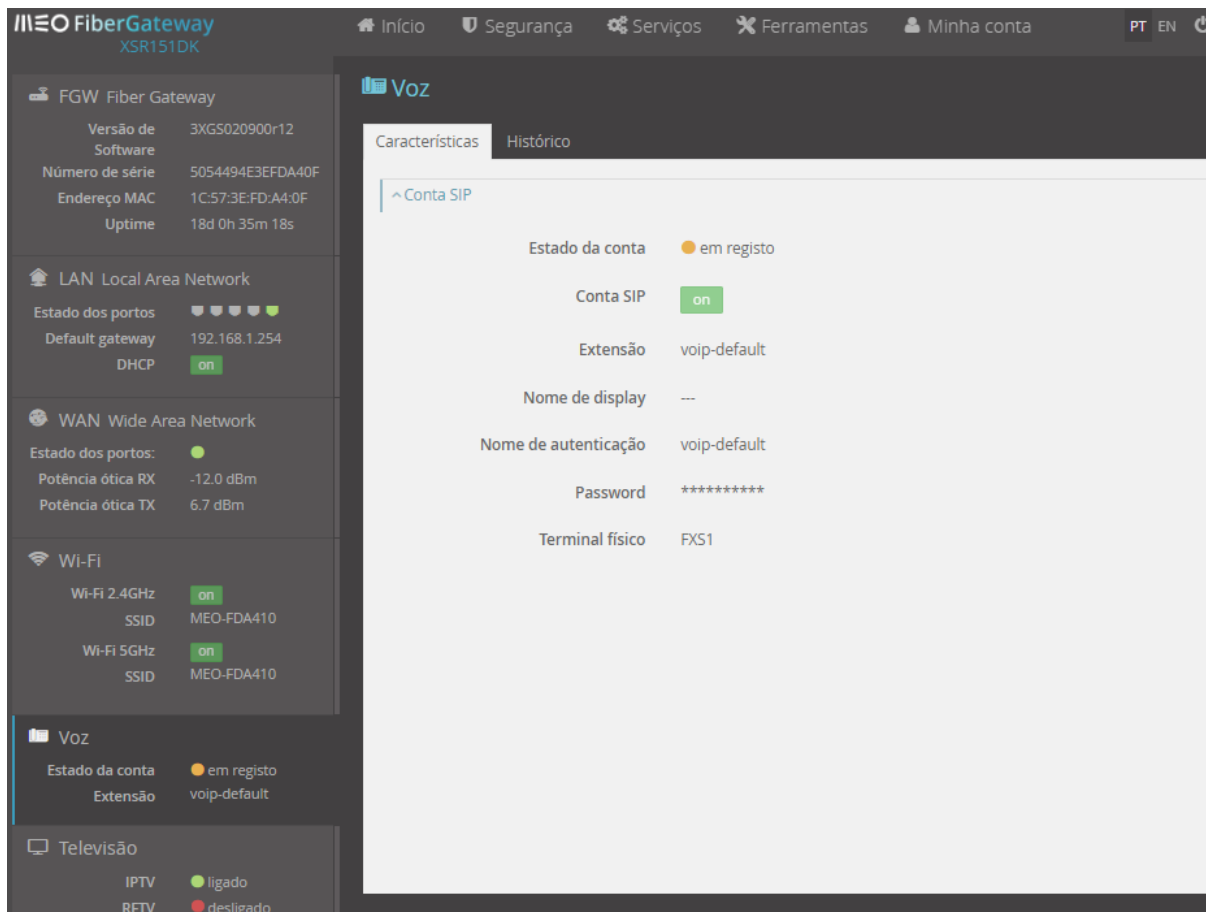 MEO FiberGateway
XSR151DK
Início Segurança Serviços Ferramentas Minha conta PT EN
FGW Fiber Gateway
Versão de Software 3XGS020900r12
Número de série 5054494E3EFDA40F
Endereço MAC 1C:57:3E:FD:A4:0F
Uptime 18d 0h 35m 18s
LAN Local Area Network
Estado dos portos
Default gateway 192.168.1.254
DHCP on
WAN Wide Area Network
Estado dos portos:
Potência ótica RX -12.0 dBm
Potência ótica TX 6.7 dBm
Wi-Fi
Wi-Fi 2.4GHz on
SSID MEO-FDA410
Wi-Fi 5GHz on
SSID MEO-FDA410
Voz
Estado da conta em registo
Extensão voip-default
Televisão
IPTV ligado
RFTV desligado
Voz
Características Histórico
Conta SIP
Estado da conta em registo
Conta SIP on
Extensão voip-default
Nome de display ---
Nome de autenticação voip-default
Password **********
Terminal físico FXS1